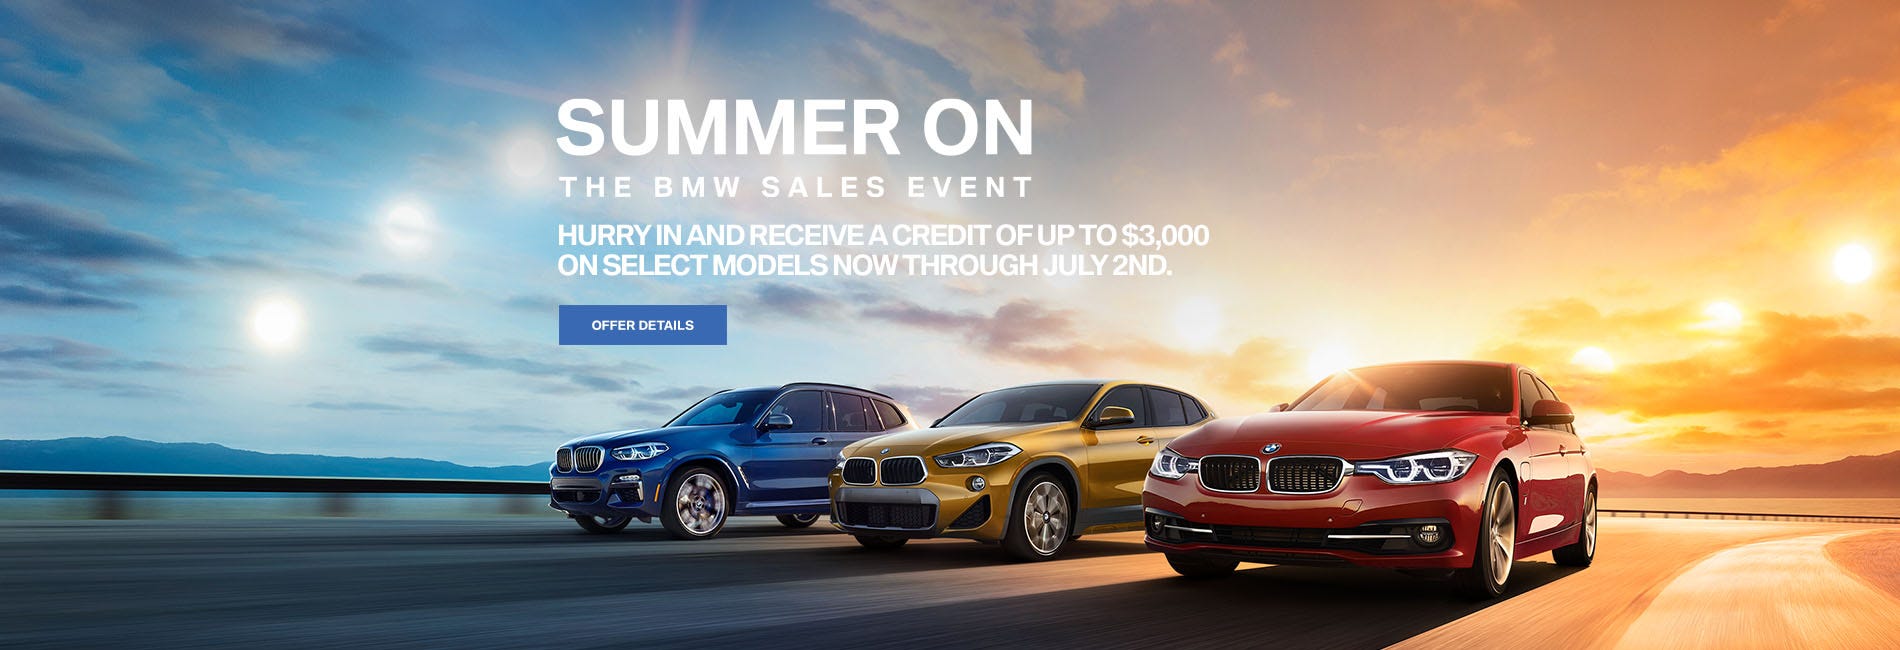 SUMMER ON
THE BMW SALES EVENT
HURRY IN AND RECEIVE A CREDIT OF UP TO $3,000
ON SELECT MODELS NOW THROUGH JULY 2ND.
OFFER DETAILS